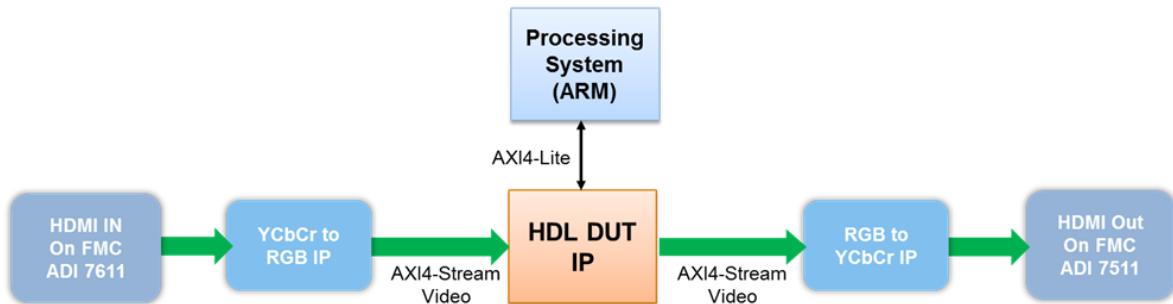 Processing
System
(ARM)
AXI4-Lite
HDMI IN
On FMC
ADI 7611
YCbCr to
RGB IP
AXI4-Stream
Video
HDL DUT
IP
AXI4-Stream
Video
RGB to
YCbCr IP
HDMI Out
On FMC
ADI 7511